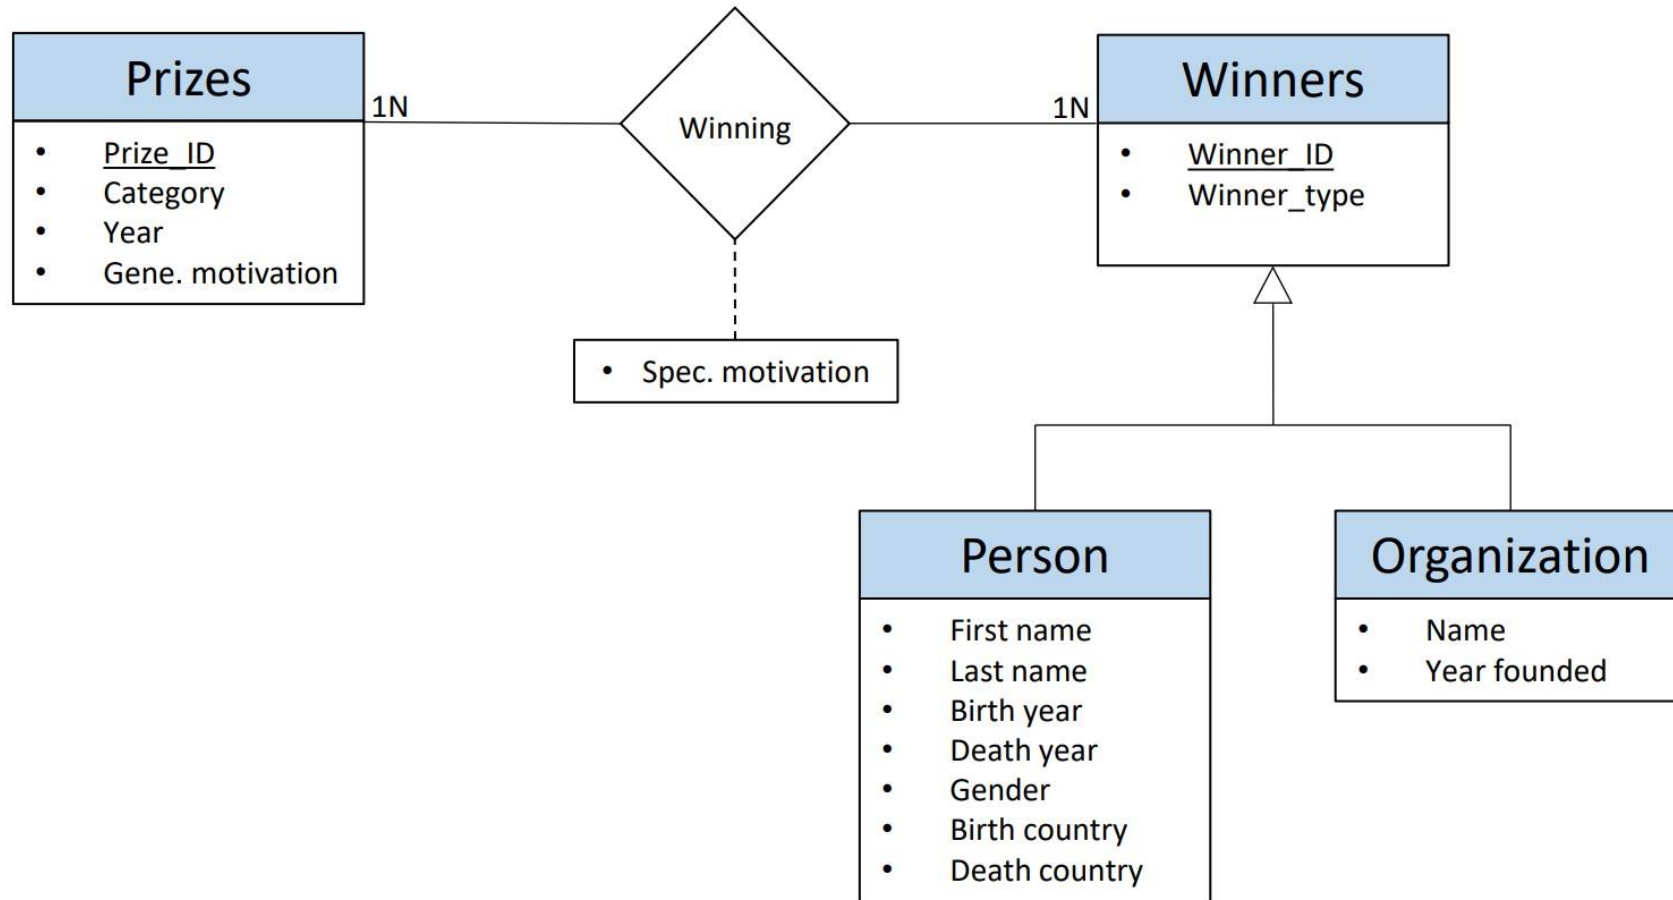 Prizes
1N
• Prize_ID
• Category
• Year
• Gene. motivation
Winning
• Spec. motivation
1N
Winners
• Winner_ID
• Winner_type
Person
• First name
• Last name
• Birth year
• Death year
• Gender
• Birth country
• Death country
Organization
• Name
• Year founded